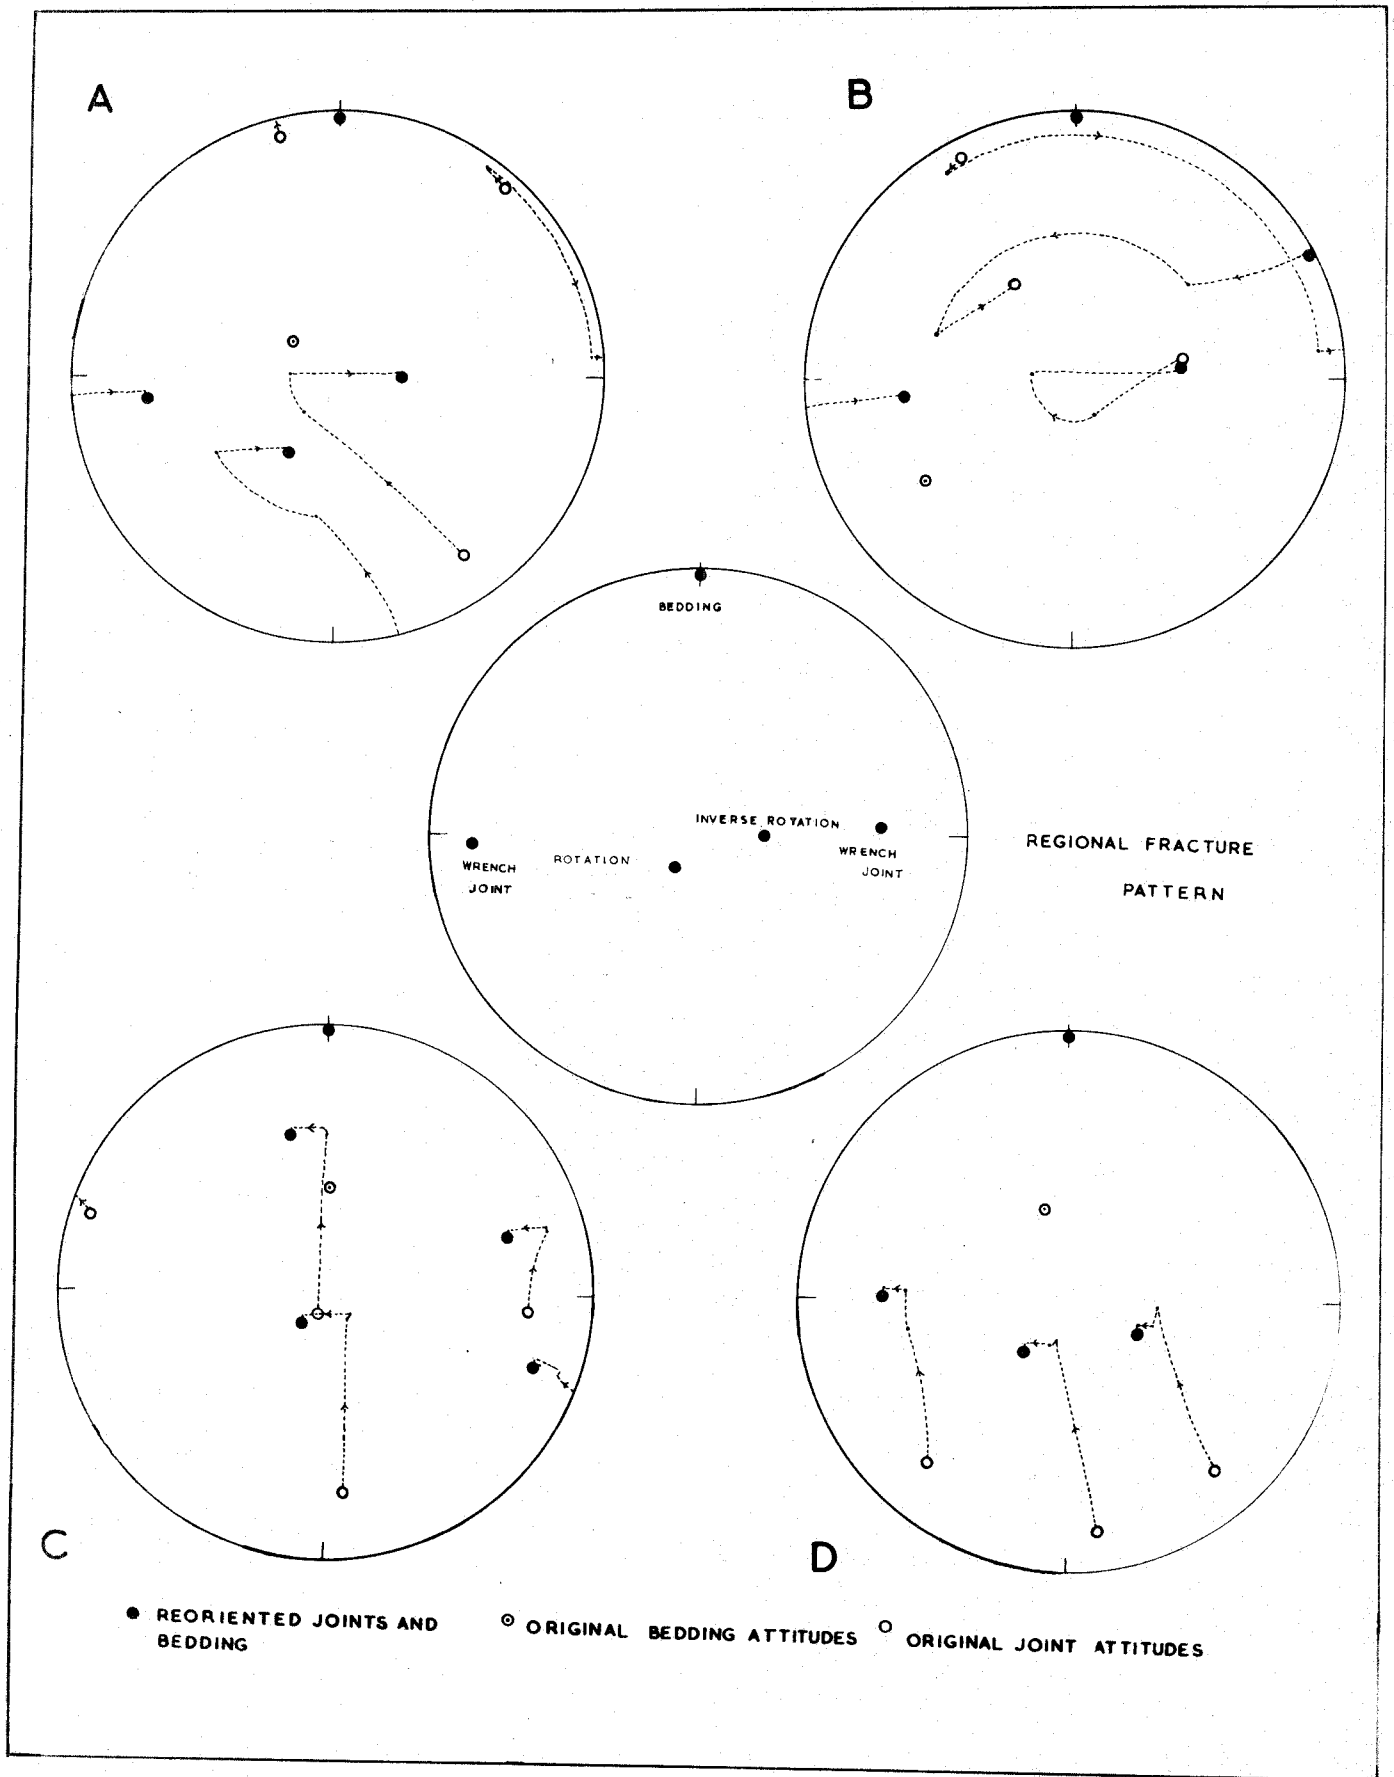 A
B
BEDDING
INVERSE ROTATION
WRENCH
JOINT
ROTATION
WRENCH
JOINT
REGIONAL FRACTURE
PATTERN
C
D
REORIENTED JOINTS AND
BEDDING
ORIGINAL BEDDING ATTITUDES
ORIGINAL JOINT ATTITUDES